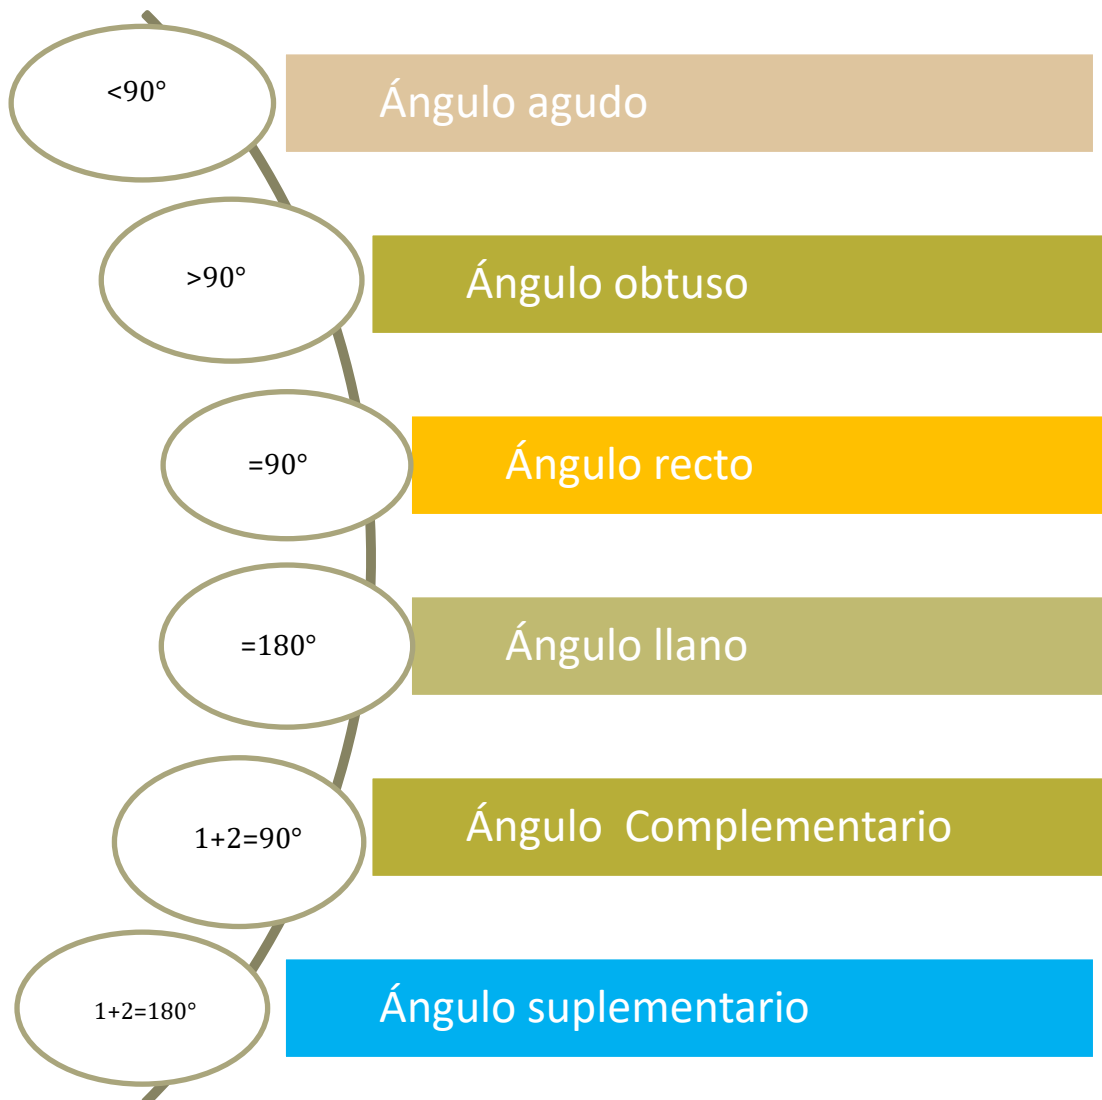 <90°
Ángulo agudo
>90°
Ángulo obtuso
=90°
Ángulo recto
=180°
Ángulo llano
1+2=90°
Ángulo  Complementario
1+2=180°
Ángulo suplementario